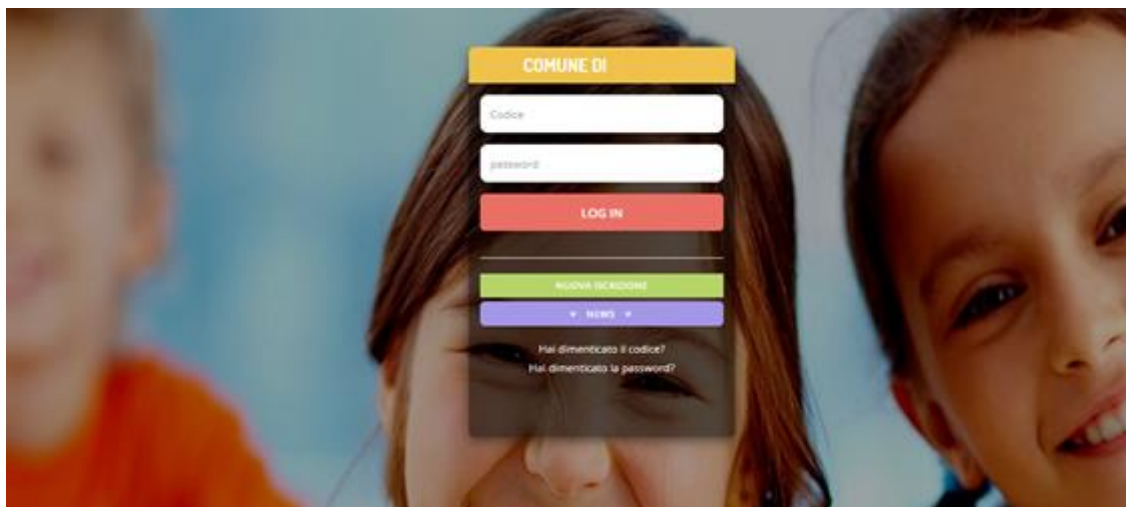 COMUNE DI
Codice
password
LOG IN
NUOVA ISCRIZIONE
NEWS
Hai dimenticato il codice?
Hai dimenticato la password?